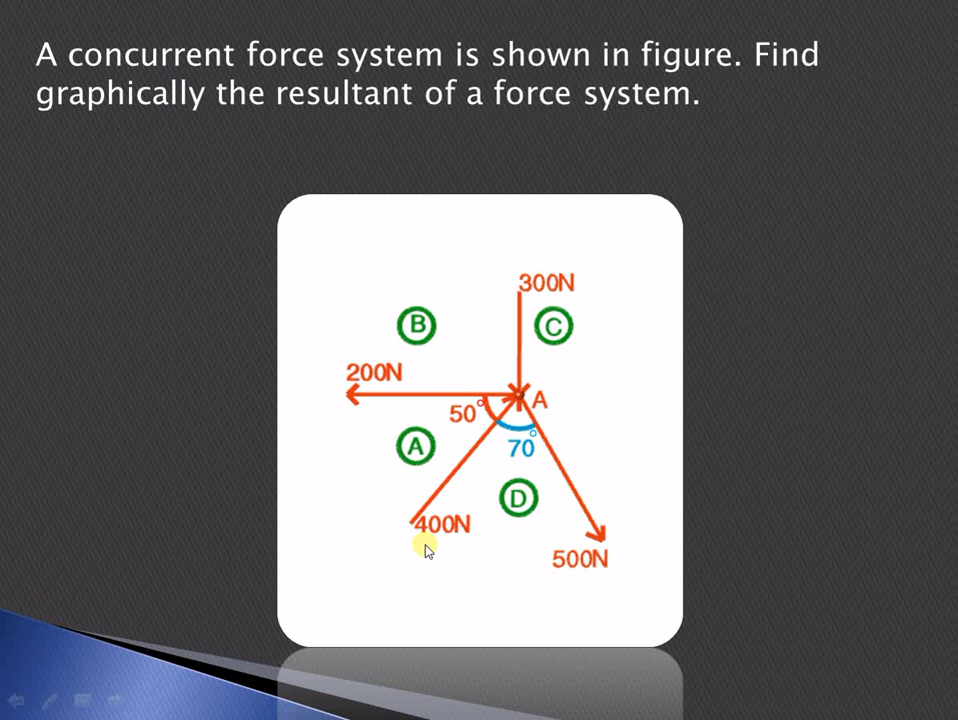 A concurrent force system is shown in figure. Find
graphically the resultant of a force system.
300N
B
C
200N
A
50°
70°
A
D
400N
500N